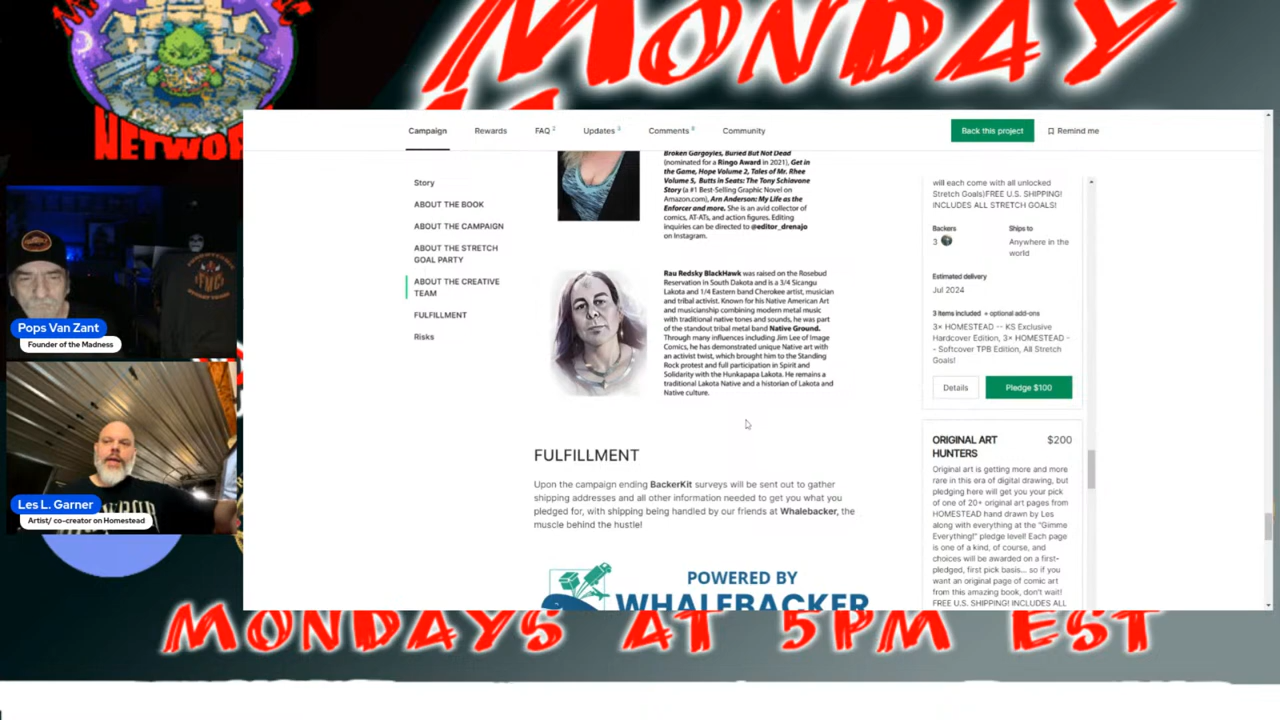 MONDAY
NETWOR
Campaign
Rewards
FAQ 2
Updates 3
Comments 8
Community
Back this project
Remind me
Story
ABOUT THE BOOK
ABOUT THE CAMPAIGN
ABOUT THE STRETCH
GOAL PARTY
ABOUT THE CREATIVE
TEAM
FULFILLMENT
Risks
Broken Gargoyles, Buried But Not Dead
(nominated for a Ringo Award in 2021), Get in
the Game, Hope Volume 2, Tales of Mr. Rhee
Volume 5, Butts in Seats: The Tony Schiavone
Story (a #1 Best-Selling Graphic Novel on
Amazon.com), Arn Anderson: My Life as the
Enforcer and more. She is an avid collector of
comics, AT-ATs, and action figures. Editing
inquiries can be directed to @editor_drenajo
on Instagram.
Rau Redsky BlackHawk was raised on the Rosebud
Reservation in South Dakota and is a 3/4 Sicangu
Lakota and 1/4 Eastern band Cherokee artist, musician
and tribal activist. Known for his Native American Art
and musicianship combining modern metal music
with traditional native tones and sounds, he was part
of the standout tribal metal band Native Ground.
Through many influences including Jim Lee of Image
Comics, he has demonstrated unique Native art with
an activist twist, which brought him to the Standing
Rock protest and full participation in Spirit and
Solidarity with the Hunkapapa Lakota. He remains a
traditional Lakota Native and a historian of Lakota and
Native culture.
FULFILLMENT
Upon the campaign ending BackerKit surveys will be sent out to gather
shipping addresses and all other information needed to get you what you
pledged for, with shipping being handled by our friends at Whalebacker, the
muscle behind the hustle!
POWERED BY
WHALEBACKER
will each come with all unlocked
Stretch Goals)FREE U.S. SHIPPING!
INCLUDES ALL STRETCH GOALS!
Backers
3
Ships to
Anywhere in the
world
Estimated delivery
Jul 2024
3 items included + optional add-ons
3× HOMESTEAD -- KS Exclusive
Hardcover Edition, 3× HOMESTEAD -
- Softcover TPB Edition, All Stretch
Goals!
Details
Pledge $100
ORIGINAL ART
HUNTERS
$200
Original art is getting more and more
rare in this era of digital drawing, but
pledging here will get you your pick
of one of 20+ original art pages from
HOMESTEAD hand drawn by Les
along with everything at the "Gimme
Everything!" pledge level! Each page
is one of a kind, of course, and
choices will be awarded on a first-
pledged, first pick basis... so if you
want an original page of comic art
from this amazing book, don't wait!
FREE U.S. SHIPPING! INCLUDES ALL
Pops Van Zant
Founder of the Madness
Les L. Garner
Artist/ co-creator on Homestead
MONDAYS AT 5PM EST